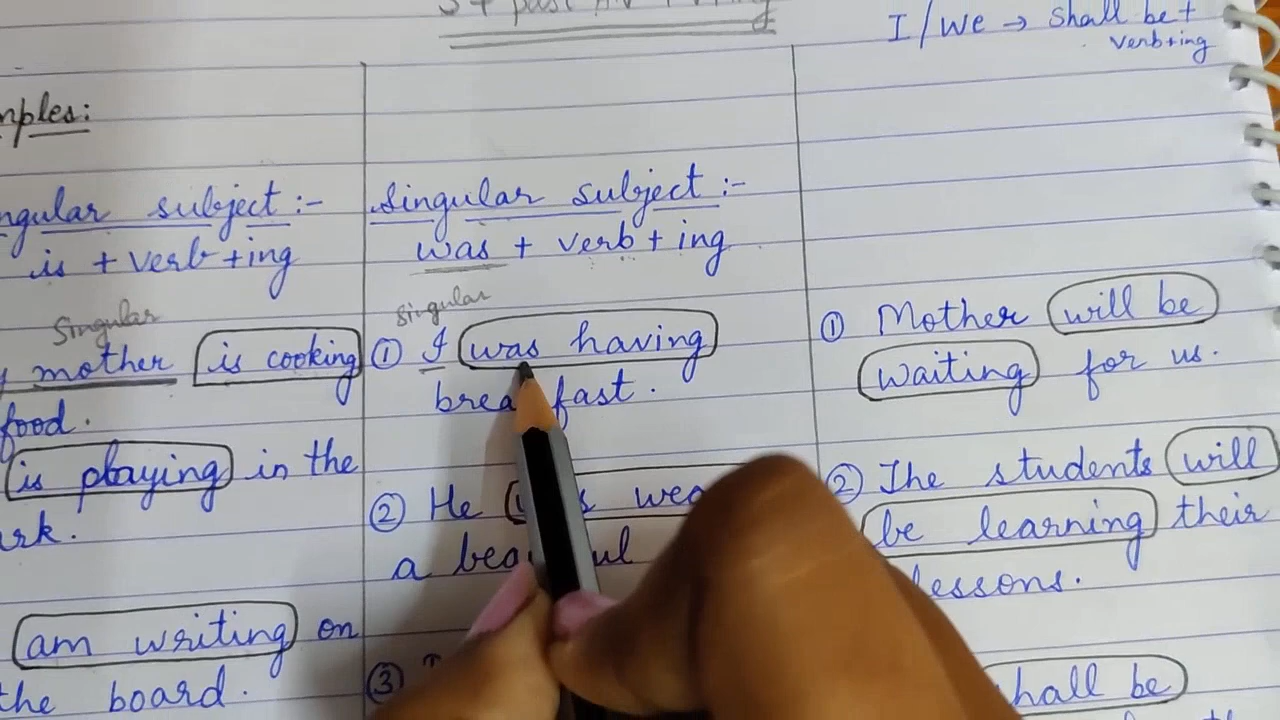 I/We → shall be +
verb+ing
mples:
ngular subject :-
is + verb + ing
Singular
mother is cooking
food.
is playing in the
ark.
am writing on
the board.
Singular subject :-
was + verb + ing
Singular
① I was having
breakfast.
② He
a
③
① Mother will be
waiting for us.
② The students will
be learning their
lessons.
shall be